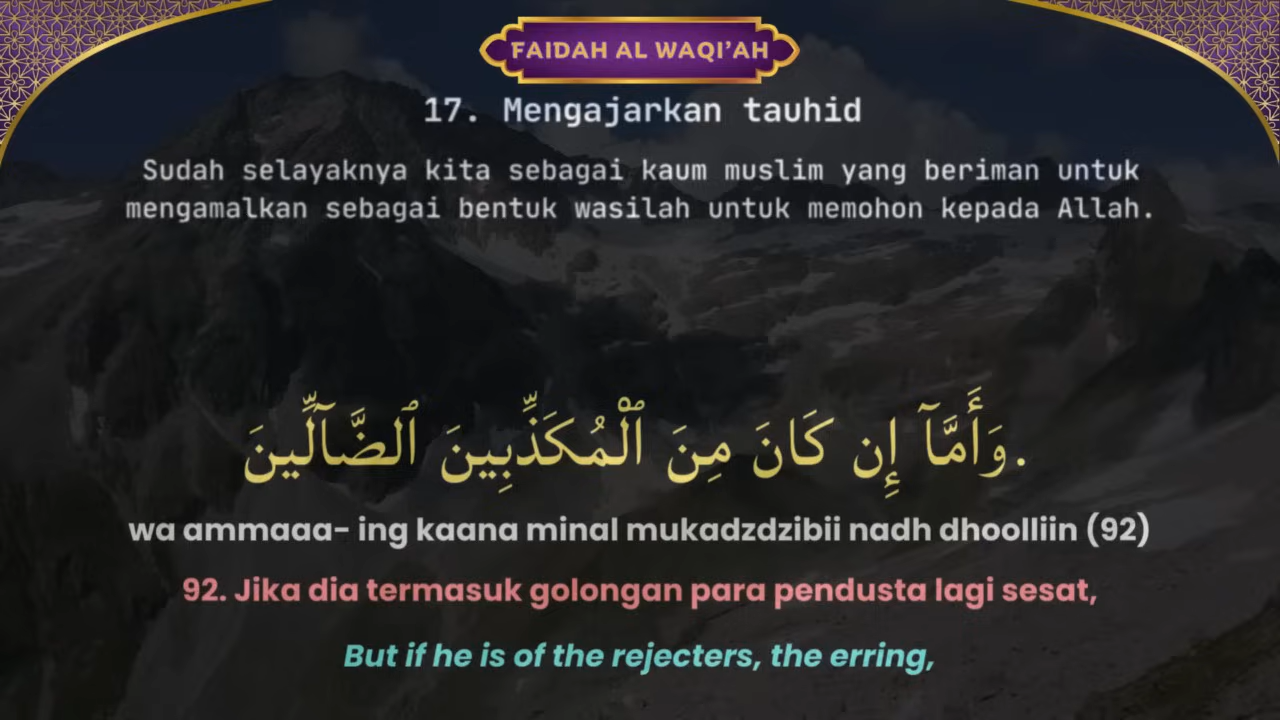 FAIDAH AL WAQI’AH
17. Mengajarkan tauhid
Sudah selayaknya kita sebagai kaum muslim yang beriman untuk
mengamalkan sebagai bentuk wasilah untuk memohon kepada Allah.
.وَأَمَّآ إِن كَانَ مِنَ ٱلْمُكَذِّبِينَ ٱلضَّآلِّينَ
wa ammaaa- ing kaana minal mukadzdzibii nadh dhoolliin (92)
92. Jika dia termasuk golongan para pendusta lagi sesat,
But if he is of the rejecters, the erring,